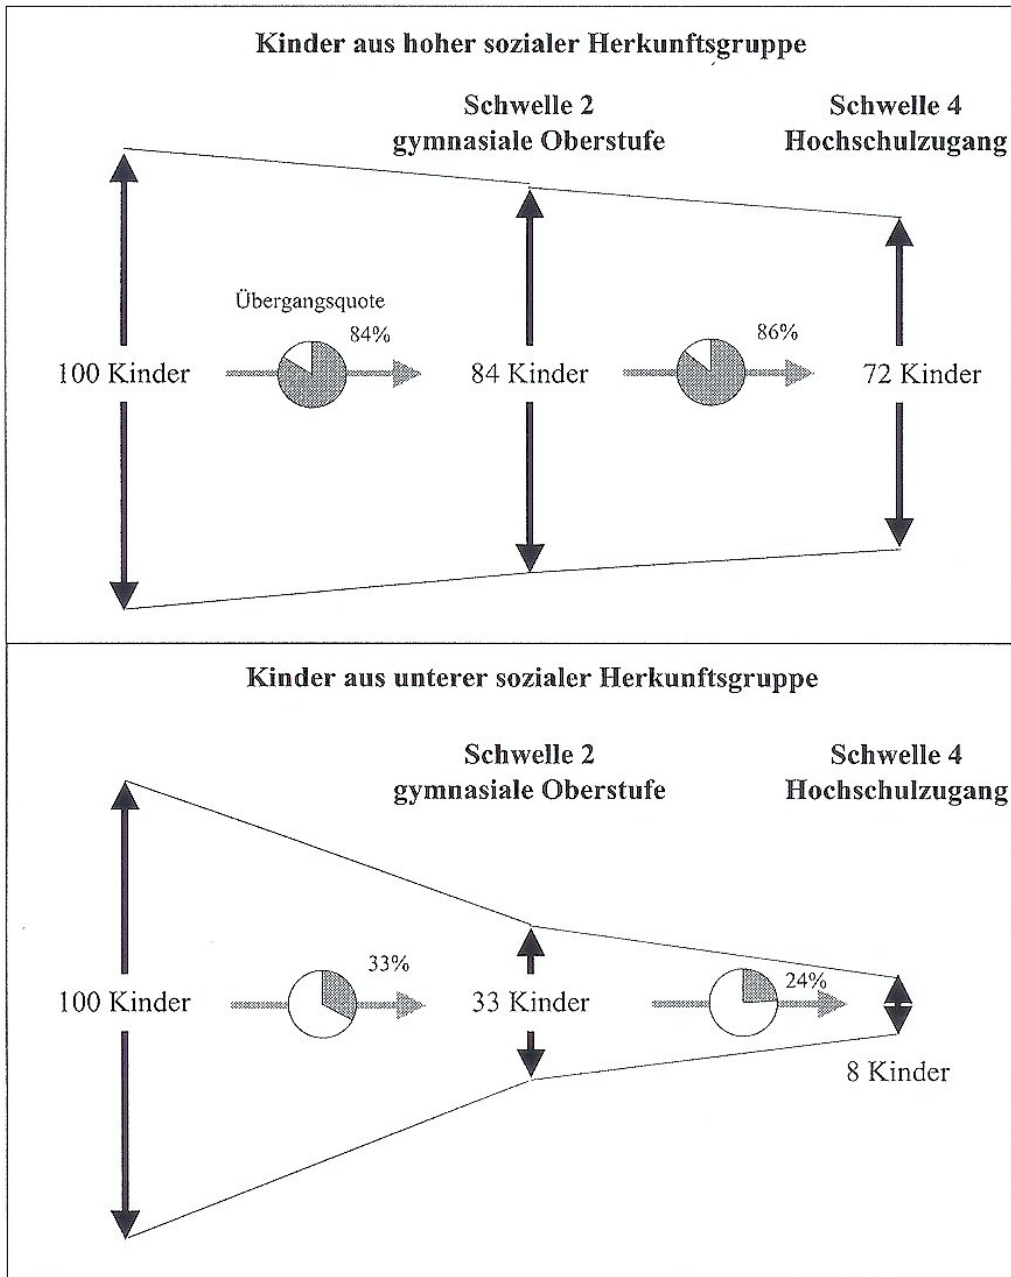 Kinder aus hoher sozialer Herkunftsgruppe
Schwelle 2
gymnasiale Oberstufe
Schwelle 4
Hochschulzugang
Übergangsquote
84%
86%
100 Kinder
84 Kinder
72 Kinder
Kinder aus unterer sozialer Herkunftsgruppe
Schwelle 2
gymnasiale Oberstufe
Schwelle 4
Hochschulzugang
33%
24%
100 Kinder
33 Kinder
8 Kinder